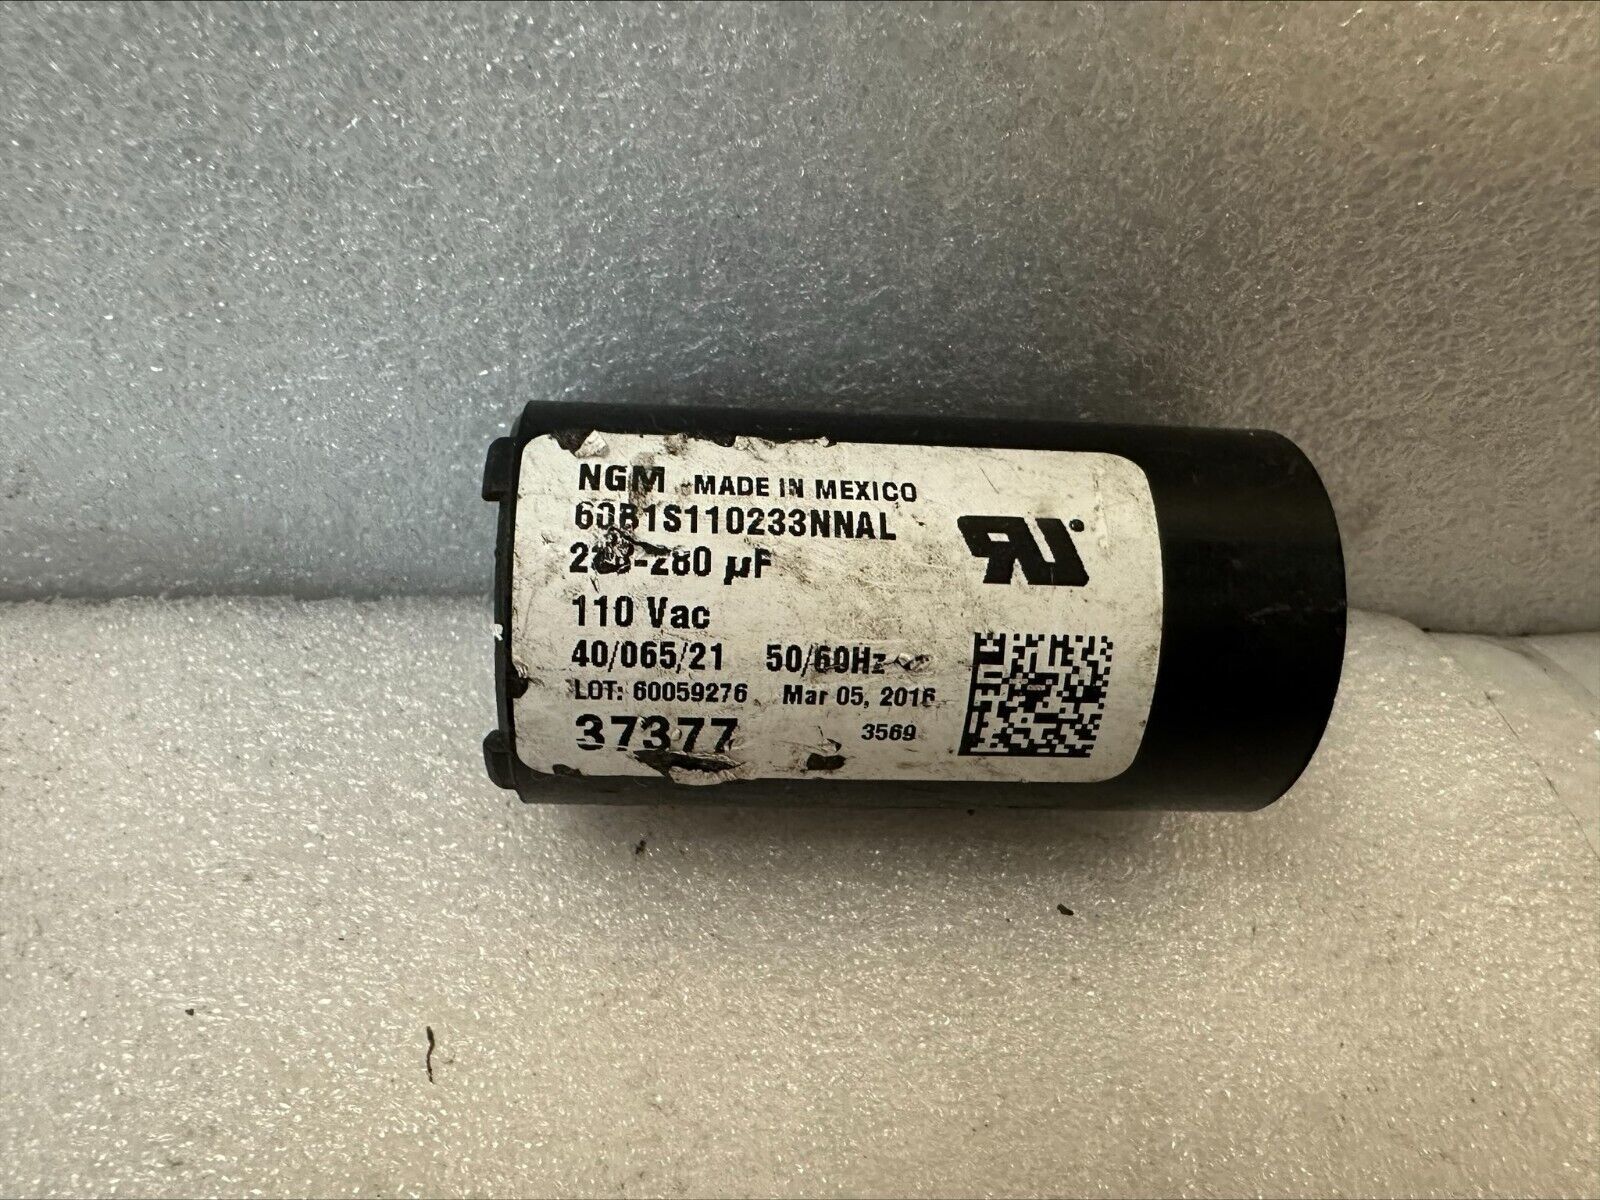 NGM MADE IN MEXICO
60B1S110233NNAL
µF
110 Vac
40/065/21 50/60Hz
LOT: 60059276 Mar 05, 2016
37377 3569
RU
R